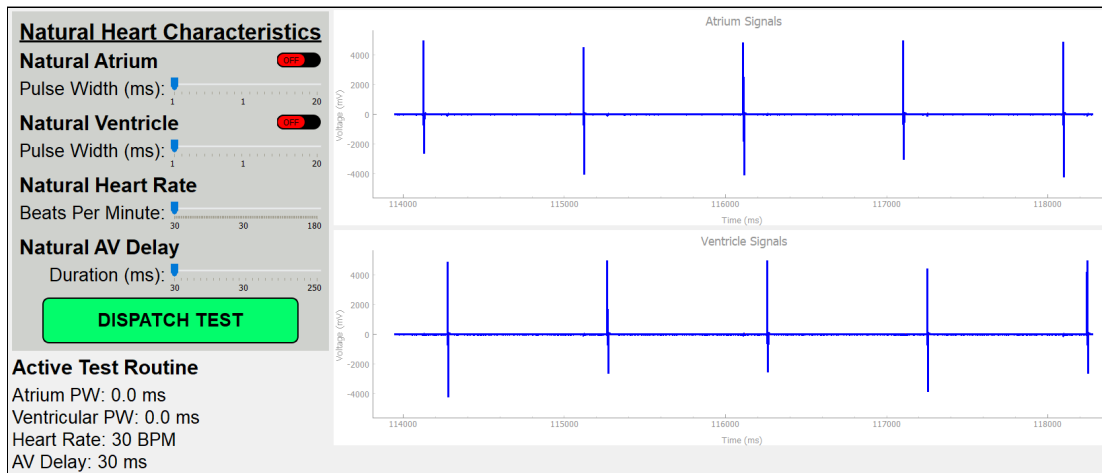 Natural Heart Characteristics
Natural Atrium OFF
Pulse Width (ms):
1 1 20
Natural Ventricle OFF
Pulse Width (ms):
1 1 20
Natural Heart Rate
Beats Per Minute:
30 30 180
Natural AV Delay
Duration (ms):
30 30 250
DISPATCH TEST
Active Test Routine
Atrium PW: 0.0 ms
Ventricular PW: 0.0 ms
Heart Rate: 30 BPM
AV Delay: 30 ms
Atrium Signals
Voltage (mV)
4000
2000
0
-2000
-4000
114000 115000 116000 117000 118000
Time (ms)
Ventricle Signals
Voltage (mV)
4000
2000
0
-2000
-4000
114000 115000 116000 117000 118000
Time (ms)